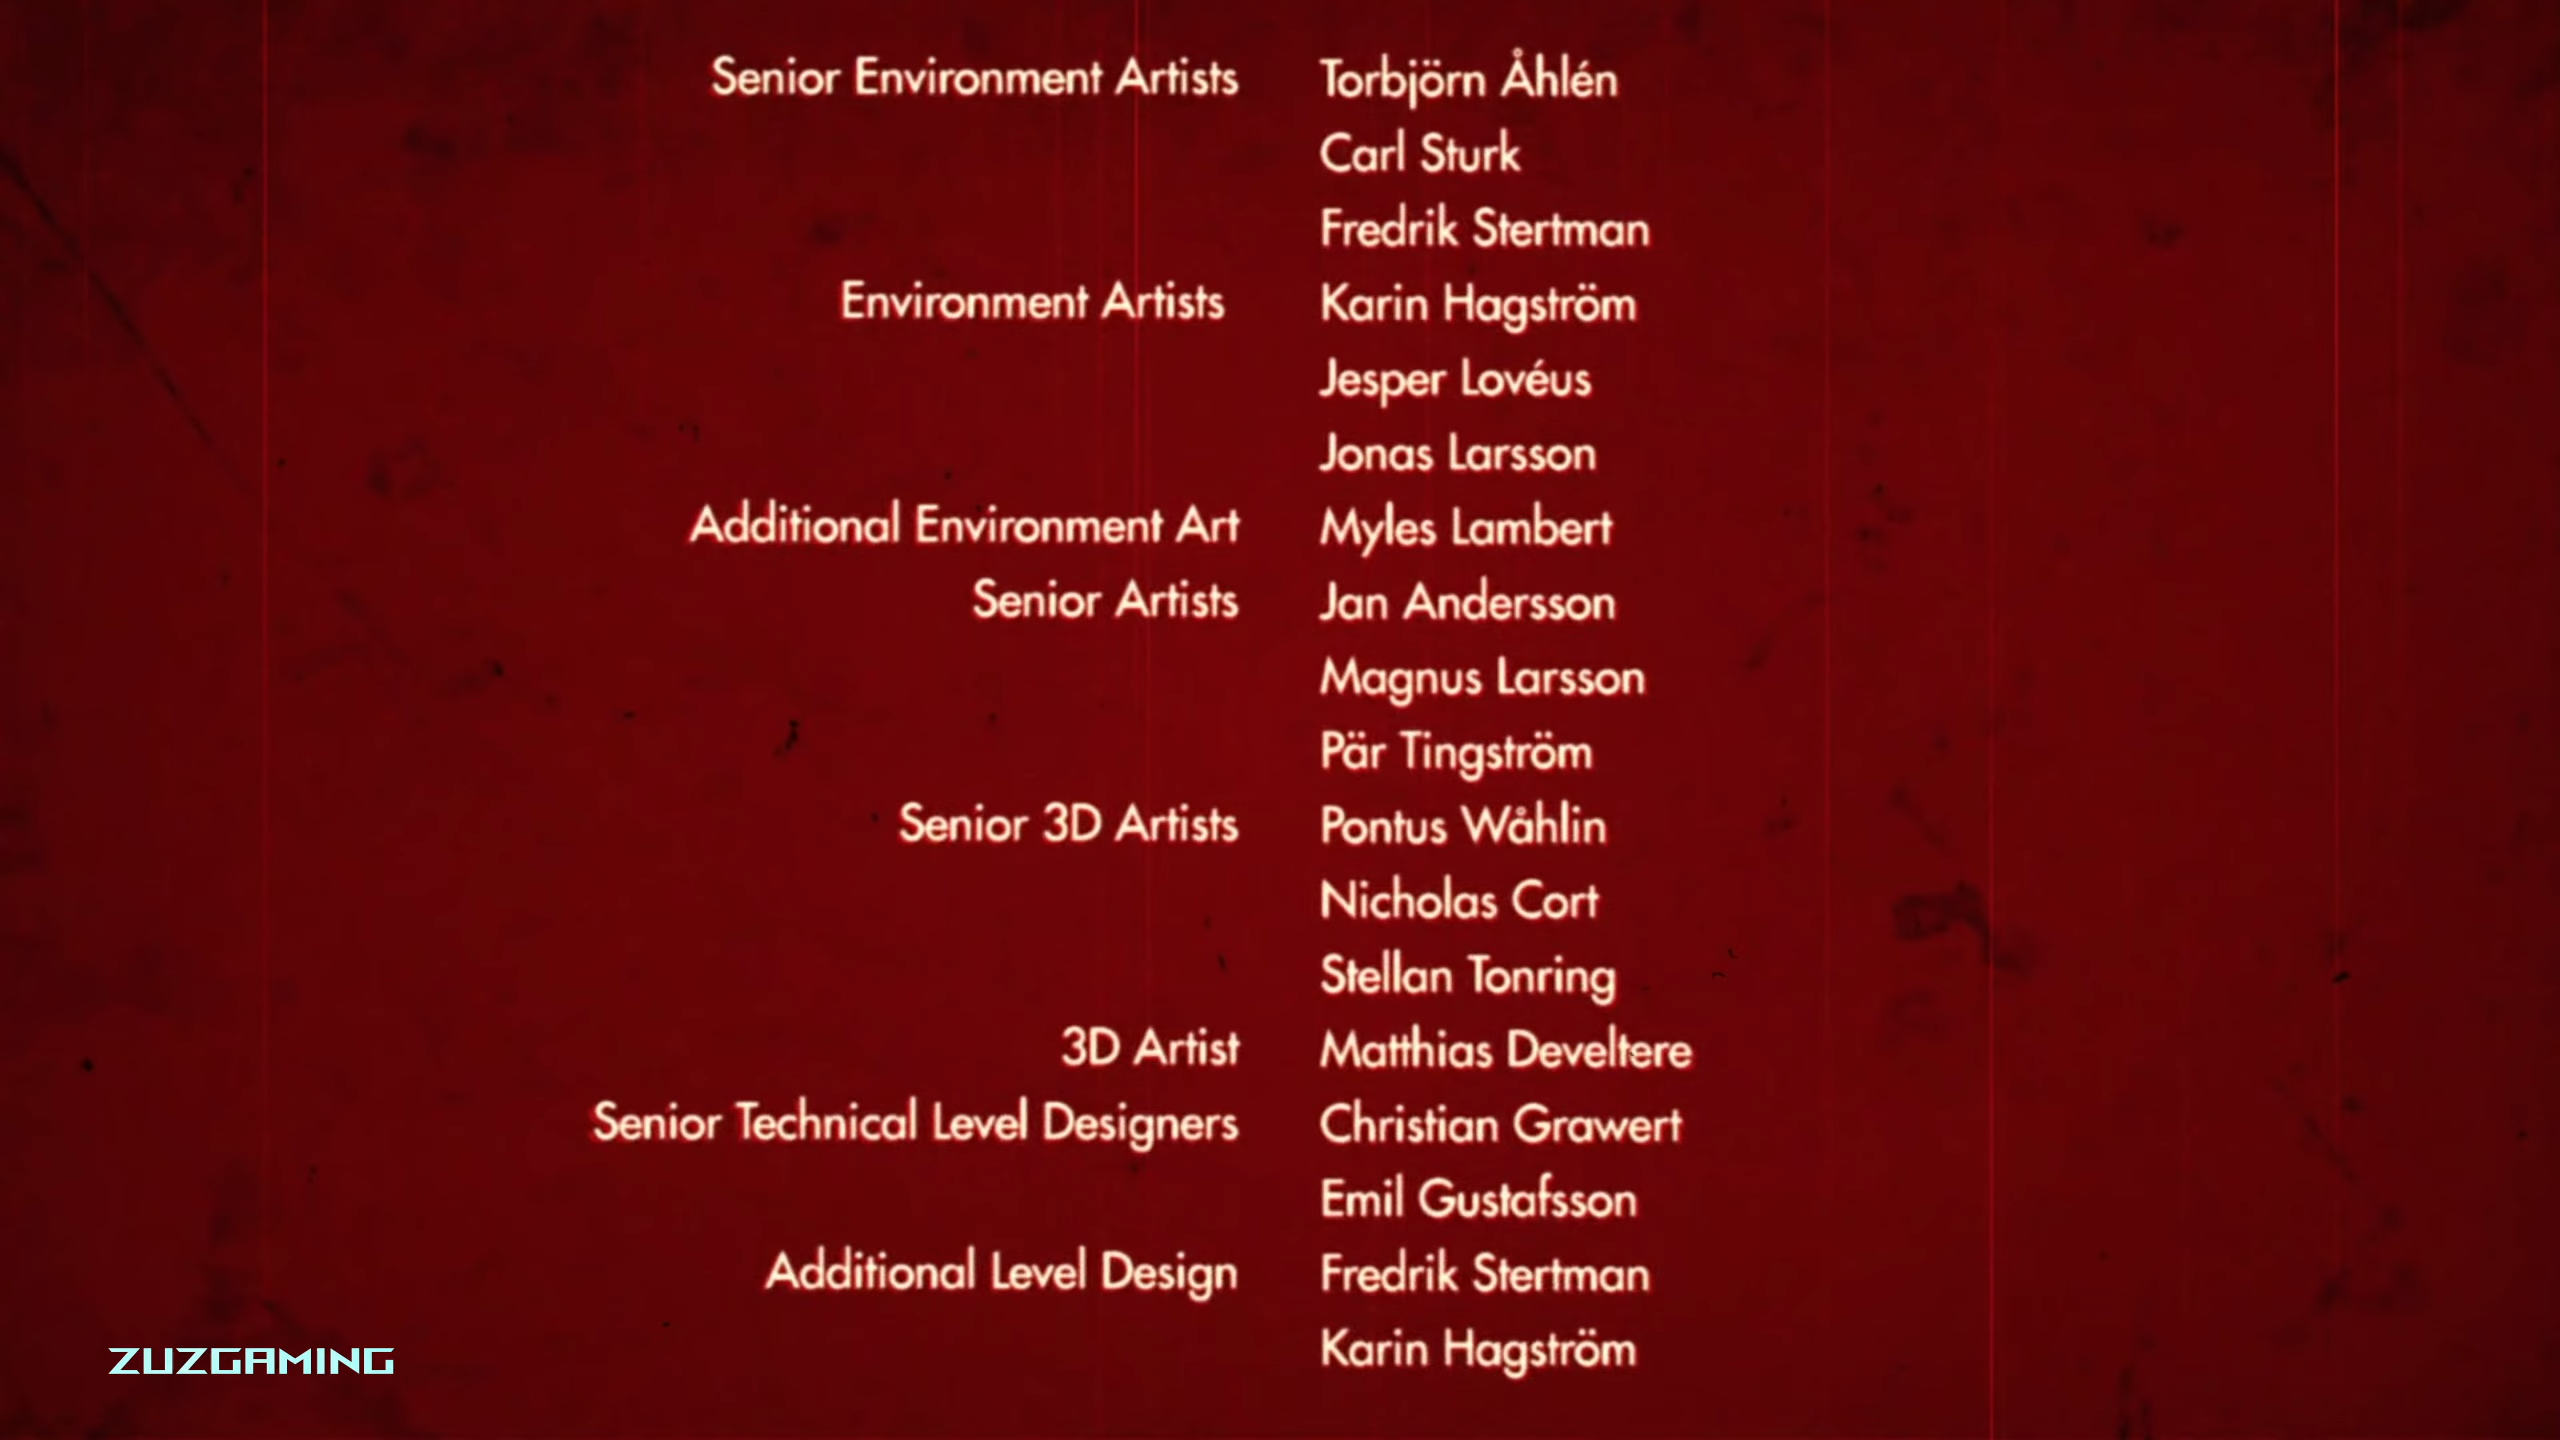 Senior Environment Artists Torbjörn Åhlén
Carl Sturk
Fredrik Stertman
Environment Artists Karin Hagström
Jesper Lovéus
Jonas Larsson
Additional Environment Art Myles Lambert
Senior Artists Jan Andersson
Magnus Larsson
Pär Tingström
Senior 3D Artists Pontus Wåhlin
Nicholas Cort
Stellan Tonring
3D Artist Matthias Develtere
Senior Technical Level Designers Christian Grawert
Emil Gustafsson
Additional Level Design Fredrik Stertman
Karin Hagström
ZUZGAMING